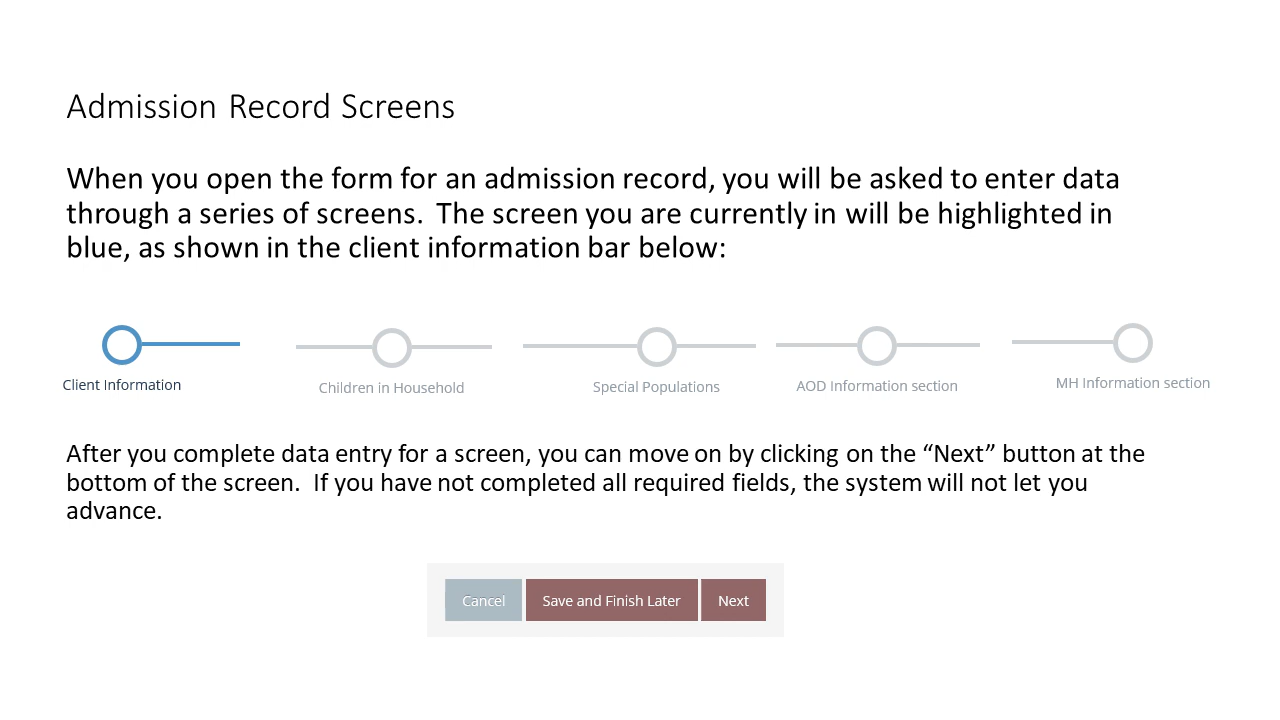 Admission Record Screens
When you open the form for an admission record, you will be asked to enter data
through a series of screens.  The screen you are currently in will be highlighted in
blue, as shown in the client information bar below:
Client Information
Children in Household
Special Populations
AOD Information section
MH Information section
After you complete data entry for a screen, you can move on by clicking on the “Next” button at the
bottom of the screen.  If you have not completed all required fields, the system will not let you
advance.
Cancel
Save and Finish Later
Next